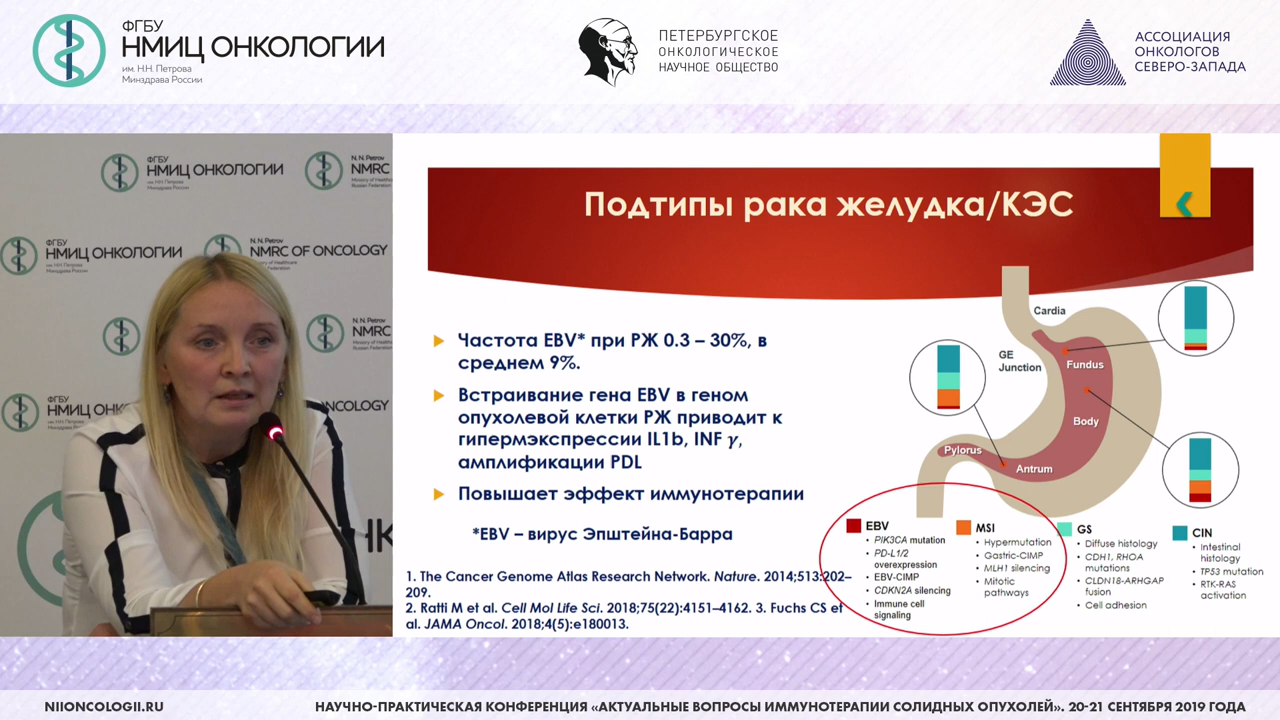 ФГБУ
НМИЦ ОНКОЛОГИИ
им. Н.Н. Петрова
Минздрава России
ПЕТЕРБУРГСКОЕ
ОНКОЛОГИЧЕСКОЕ
НАУЧНОЕ ОБЩЕСТВО
АССОЦИАЦИЯ
ОНКОЛОГОВ
СЕВЕРО-ЗАПАДА
ФГБУ
НМИЦ ОНКОЛОГИИ
им. Н.Н. Петрова
Минздрава России
N. N. Petrov
NMRC
Ministry of Healthc
Russian Federation
ФГБУ
НМИЦ ОНКОЛОГИИ
им. Н.Н. Петрова
Минздрава России
N. N. Petrov
NMRC OF ONCOLOGY
Ministry of Healthcare
Federation
N. N. Petrov
NMRC
ФГБУ
НМИЦ ОН
ONCOLOGY
Подтипы рака желудка/КЭС
Частота EBV* при РЖ 0.3 – 30%, в
среднем 9%.
Встраивание гена EBV в геном
опухолевой клетки РЖ приводит к
гипермэкспрессии IL1b, INF γ,
амплификации PDL
Повышает эффект иммунотерапии
*EBV – вирус Эпштейна-Барра
1. The Cancer Genome Atlas Research Network. Nature. 2014;513:202–
209.
2. Ratti M et al. Cell Mol Life Sci. 2018;75(22):4151–4162. 3. Fuchs CS et
al. JAMA Oncol. 2018;4(5):e180013.
Cardia
GE
Junction
Fundus
Body
Pylorus
Antrum
EBV
• PIK3CA mutation
• PD-L1/2
overexpression
• EBV-CIMP
• CDKN2A silencing
• Immune cell
signaling
MSI
• Hypermutation
• Gastric-CIMP
• MLH1 silencing
• Mitotic
pathways
GS
• Diffuse histology
• CDH1, RHOA
mutations
• CLDN18-ARHGAP
fusion
• Cell adhesion
CIN
• Intestinal
histology
• TP53 mutation
• RTK-RAS
activation
NIIONCOLOGII.RU
НАУЧНО-ПРАКТИЧЕСКАЯ КОНФЕРЕНЦИЯ «АКТУАЛЬНЫЕ ВОПРОСЫ ИММУНОТЕРАПИИ СОЛИДНЫХ ОПУХОЛЕЙ». 20-21 СЕНТЯБРЯ 2019 ГОДА